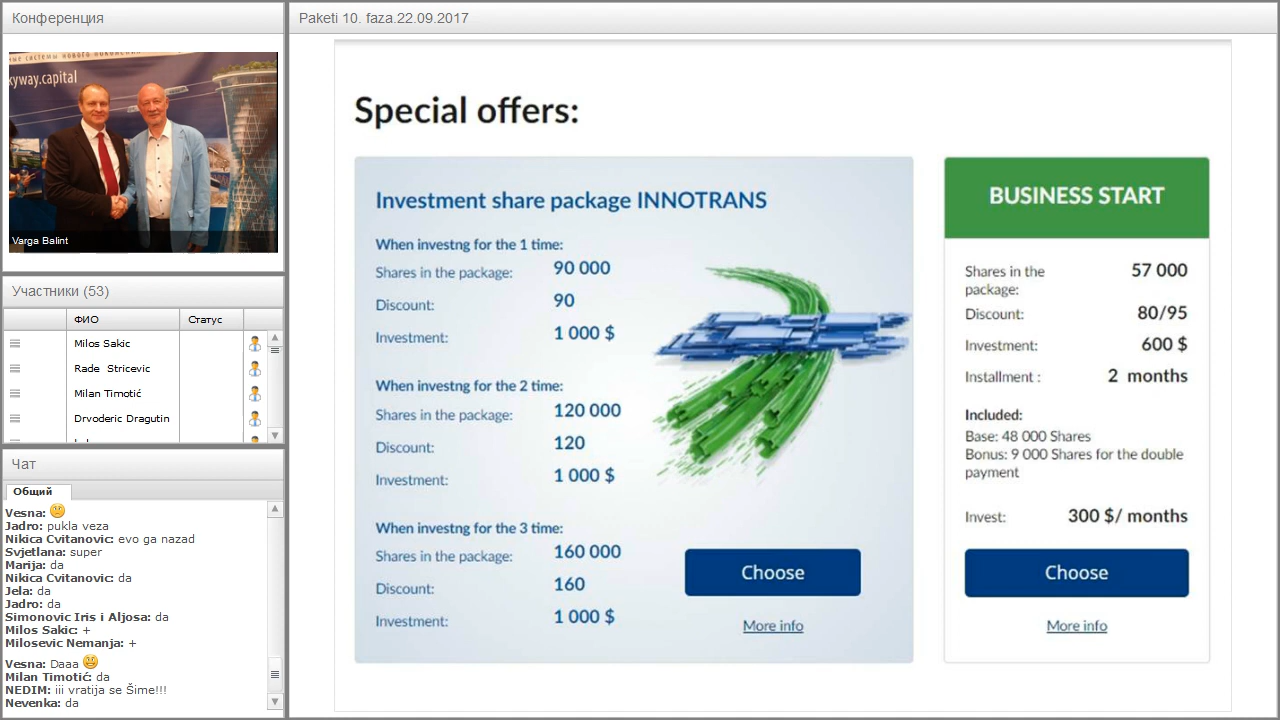 Конференция
ные системы нового поколения
kyway.capital
Varga Balint
Участники (53)
ФИО Статус
Milos Sakic
Rade Stricevic
Milan Timotić
Drvoderic Dragutin
Чат
Общий
Vesna:
Jadro: pukla veza
Nikica Cvitanovic: evo ga nazad
Svjetlana: super
Marija: da
Nikica Cvitanovic: da
Jela: da
Jadro: da
Simonovic Iris i Aljosa: da
Milos Sakic: +
Milosevic Nemanja: +
Vesna: Daaa
Milan Timotić: da
NEDIM: iii vratija se Šime!!!
Nevenka: da
Paketi 10. faza.22.09.2017
Special offers:
Investment share package INNOTRANS
When investng for the 1 time:
Shares in the package: 90 000
Discount: 90
Investment: 1 000 $
When investng for the 2 time:
Shares in the package: 120 000
Discount: 120
Investment: 1 000 $
When investng for the 3 time:
Shares in the package: 160 000
Discount: 160
Investment: 1 000 $
Choose
More info
BUSINESS START
Shares in the package: 57 000
Discount: 80/95
Investment: 600 $
Installment : 2 months
Included:
Base: 48 000 Shares
Bonus: 9 000 Shares for the double
payment
Invest: 300 $/ months
Choose
More info